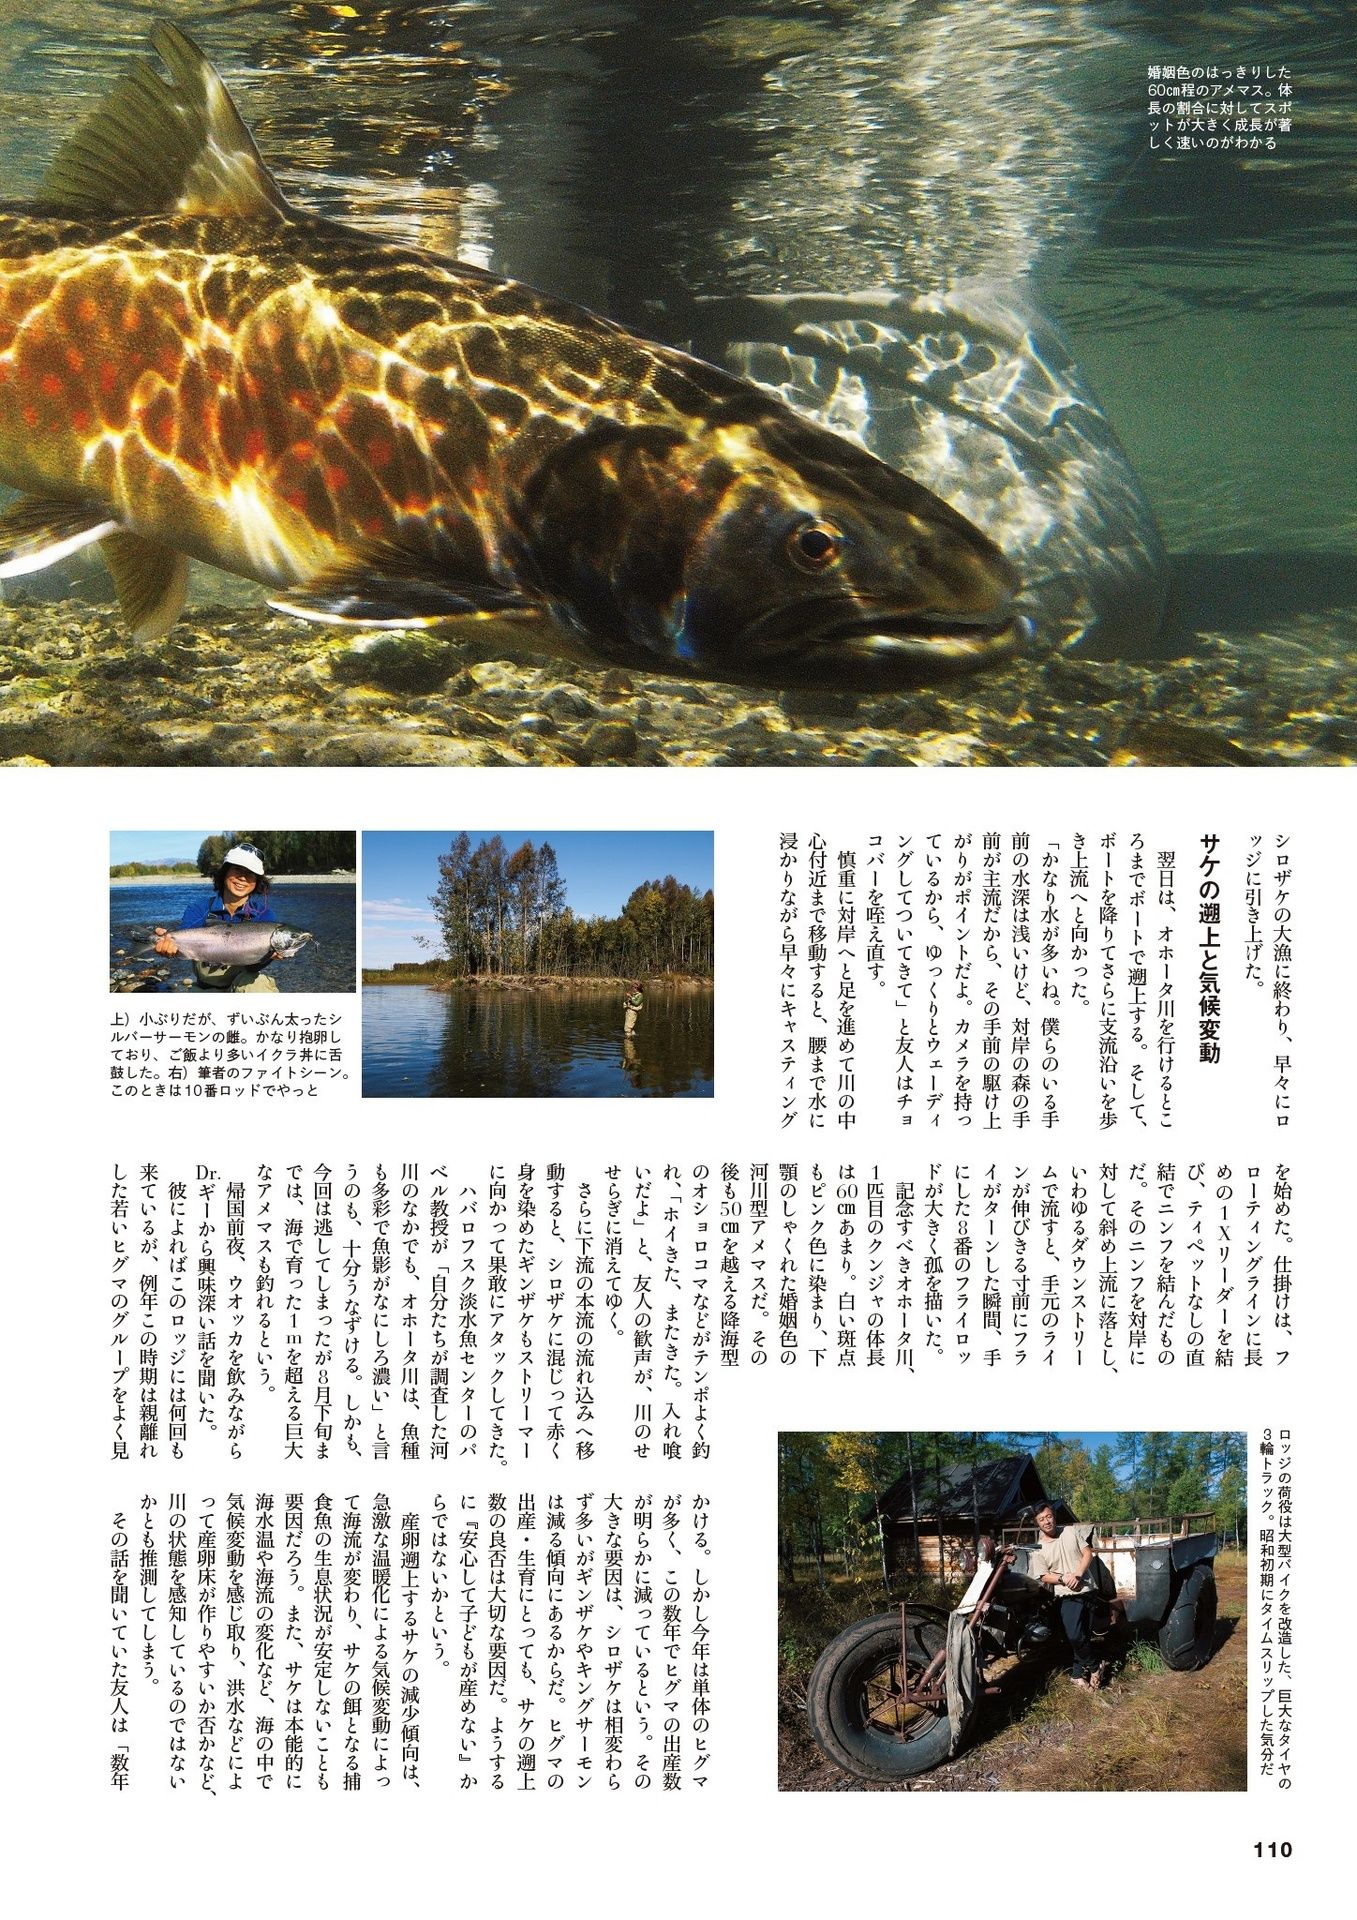 婚姻色のはっきりした
60㎝程のアメマス。体
長の割合に対してスポ
ットが大きく成長が著
しく速いのがわかる
シロザケの大漁に終わり、早々にロ
ッジに引き上げた。
サケの遡上と気候変動
翌日は、オホータ川を行けるとこ
ろまでボートで遡上する。そして、
ボートを降りてさらに支流沿いを歩
き上流へと向かった。
「かなり水が多いね。僕らのいる手
前の水深は浅いけど、対岸の森の手
前が主流だから、その手前の駆け上
がりがポイントだよ。カメラを持っ
ているから、ゆっくりとウェーディ
ングしてついてきて」と友人はチョ
コバーを咥え直す。
慎重に対岸へと足を進めて川の中
心付近まで移動すると、腰まで水に
浸かりながら早々にキャスティング
上）小ぶりだが、ずいぶん太ったシ
ルバーサーモンの雌。かなり抱卵し
ており、ご飯より多いイクラ丼に舌
鼓した。右）筆者のファイトシーン。
このときは10番ロッドでやっと
を始めた。仕掛けは、フ
ローティングラインに長
めの1Xリーダーを結
び、ティペットなしの直
結でニンフを結んだもの
だ。そのニンフを対岸に
対して斜め上流に落とし、
いわゆるダウンストリー
ムで流すと、手元のライ
ンが伸びきる寸前にフラ
イがターンした瞬間、手
にした8番のフライロッ
ドが大きく孤を描いた。
記念すべきオホータ川、
1匹目のクンジャの体長
は60㎝あまり。白い斑点
もピンク色に染まり、下
顎のしゃくれた婚姻色の
河川型アメマスだ。その
後も50㎝を越える降海型
のオショロコマなどがテンポよく釣
れ、「ホイきた、またきた。入れ喰
いだよ」と、友人の歓声が、川のせ
せらぎに消えてゆく。
さらに下流の本流の流れ込みへ移
動すると、シロザケに混じって赤く
身を染めたギンザケもストリーマー
に向かって果敢にアタックしてきた。
ハバロフスク淡水魚センターのパ
ベル教授が「自分たちが調査した河
川のなかでも、オホータ川は、魚種
も多彩で魚影がなにしろ濃い」と言
うのも、十分うなずける。しかも、
今回は逃してしまったが8月下旬ま
では、海で育った1mを超える巨大
なアメマスも釣れるという。
帰国前夜、ウオッカを飲みながら
Dr.ギーから興味深い話を聞いた。
彼によればこのロッジには何回も
来ているが、例年この時期は親離れ
した若いヒグマのグループをよく見
ロッジの荷役は大型バイクを改造した、巨大なタイヤの
3輪トラック。昭和初期にタイムスリップした気分だ
かける。しかし今年は単体のヒグマ
が多く、この数年でヒグマの出産数
が明らかに減っているという。その
大きな要因は、シロザケは相変わら
ず多いがギンザケやキングサーモン
は減る傾向にあるからだ。ヒグマの
出産・生育にとっても、サケの遡上
数の良否は大切な要因だ。ようする
に『安心して子どもが産めない』か
らではないかという。
産卵遡上するサケの減少傾向は、
急激な温暖化による気候変動によっ
て海流が変わり、サケの餌となる捕
食魚の生息状況が安定しないことも
要因だろう。また、サケは本能的に
海水温や海流の変化など、海の中で
気候変動を感じ取り、洪水などによ
って産卵床が作りやすいか否かなど、
川の状態を感知しているのではない
かとも推測してしまう。
その話を聞いていた友人は「数年
110